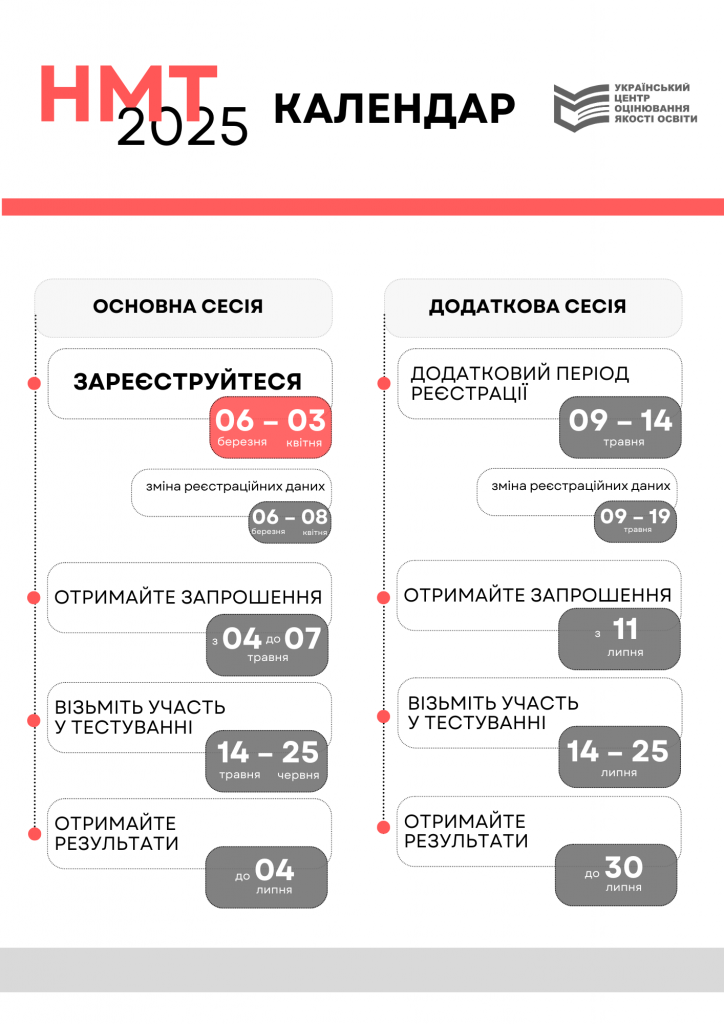 НМТ
2025
КАЛЕНДАР
УКРАЇНСЬКИЙ
ЦЕНТР
ОЦІНЮВАННЯ
ЯКОСТІ ОСВІТИ
ОСНОВНА СЕСІЯ
ЗАРЕЄСТРУЙТЕСЯ
06 – 03
березня квітня
зміна реєстраційних даних
06 – 08
березня квітня
ОТРИМАЙТЕ ЗАПРОШЕННЯ
з 04 до 07
травня
ВІЗЬМІТЬ УЧАСТЬ
У ТЕСТУВАННІ
14 – 25
травня червня
ОТРИМАЙТЕ
РЕЗУЛЬТАТИ
до 04
липня
ДОДАТКОВА СЕСІЯ
ДОДАТКОВИЙ ПЕРІОД
РЕЄСТРАЦІЇ
09 – 14
травня
зміна реєстраційних даних
09 – 19
травня
ОТРИМАЙТЕ ЗАПРОШЕННЯ
з 11
липня
ВІЗЬМІТЬ УЧАСТЬ
У ТЕСТУВАННІ
14 – 25
липня
ОТРИМАЙТЕ
РЕЗУЛЬТАТИ
до 30
липня